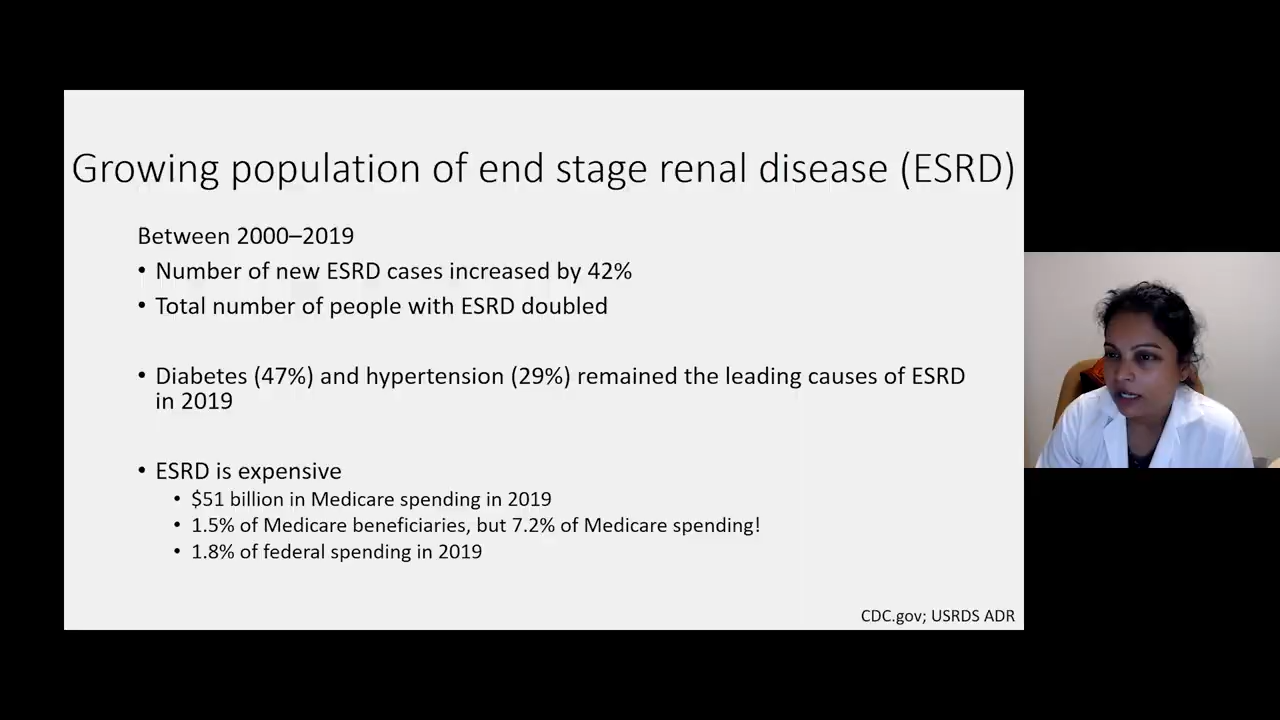 Growing population of end stage renal disease (ESRD)
Between 2000–2019
• Number of new ESRD cases increased by 42%
• Total number of people with ESRD doubled
• Diabetes (47%) and hypertension (29%) remained the leading causes of ESRD
in 2019
• ESRD is expensive
• $51 billion in Medicare spending in 2019
• 1.5% of Medicare beneficiaries, but 7.2% of Medicare spending!
• 1.8% of federal spending in 2019
CDC.gov; USRDS ADR